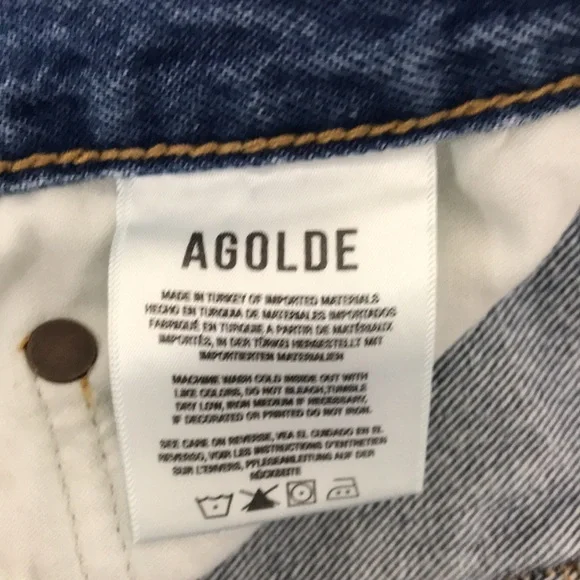 AGOLDE
MADE IN TURKEY OF IMPORTED MATERIALS
HECHO EN TURQUIA DE MATERIALES IMPORTADOS
FABRIQUÉ EN TURQUIE A PARTIR DE MATÉRIAUX
IMPORTÉS, IN DER TÜRKEI HERGESTELLT MIT
IMPORTIERTEN MATERIALIEN
MACHINE WASH COLD INSIDE OUT WITH
LIKE COLORS, DO NOT BLEACH,TUMBLE
DRY LOW, IRON MEDIUM IF NECESSARY,
IF DECORATED OR PRINTED DO NOT IRON.
SEE CARE ON REVERSE, VEA EL CUIDADO EN EL
REVERSO, VOIR LES INSTRUCTIONS D'ENTRETIEN
SUR L'ENVERS, PFLEGEANLEITUNG AUF DER
RÜCKSEITE